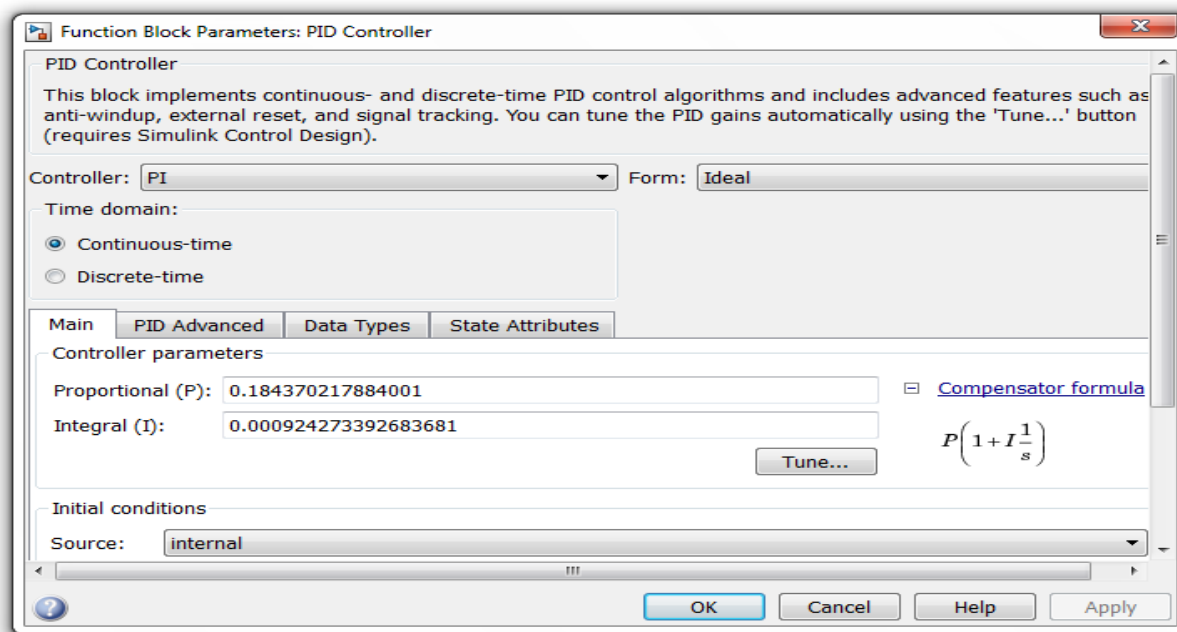 Function Block Parameters: PID Controller
PID Controller
This block implements continuous- and discrete-time PID control algorithms and includes advanced features such as
anti-windup, external reset, and signal tracking. You can tune the PID gains automatically using the 'Tune...' button
(requires Simulink Control Design).
Controller: PI Form: Ideal
Time domain:
Continuous-time
Discrete-time
Main PID Advanced Data Types State Attributes
Controller parameters
Proportional (P): 0.184370217884001 Compensator formula
Integral (I): 0.000924273392683681
P(1+I1/s)
Tune...
Initial conditions
Source: internal
OK Cancel Help Apply